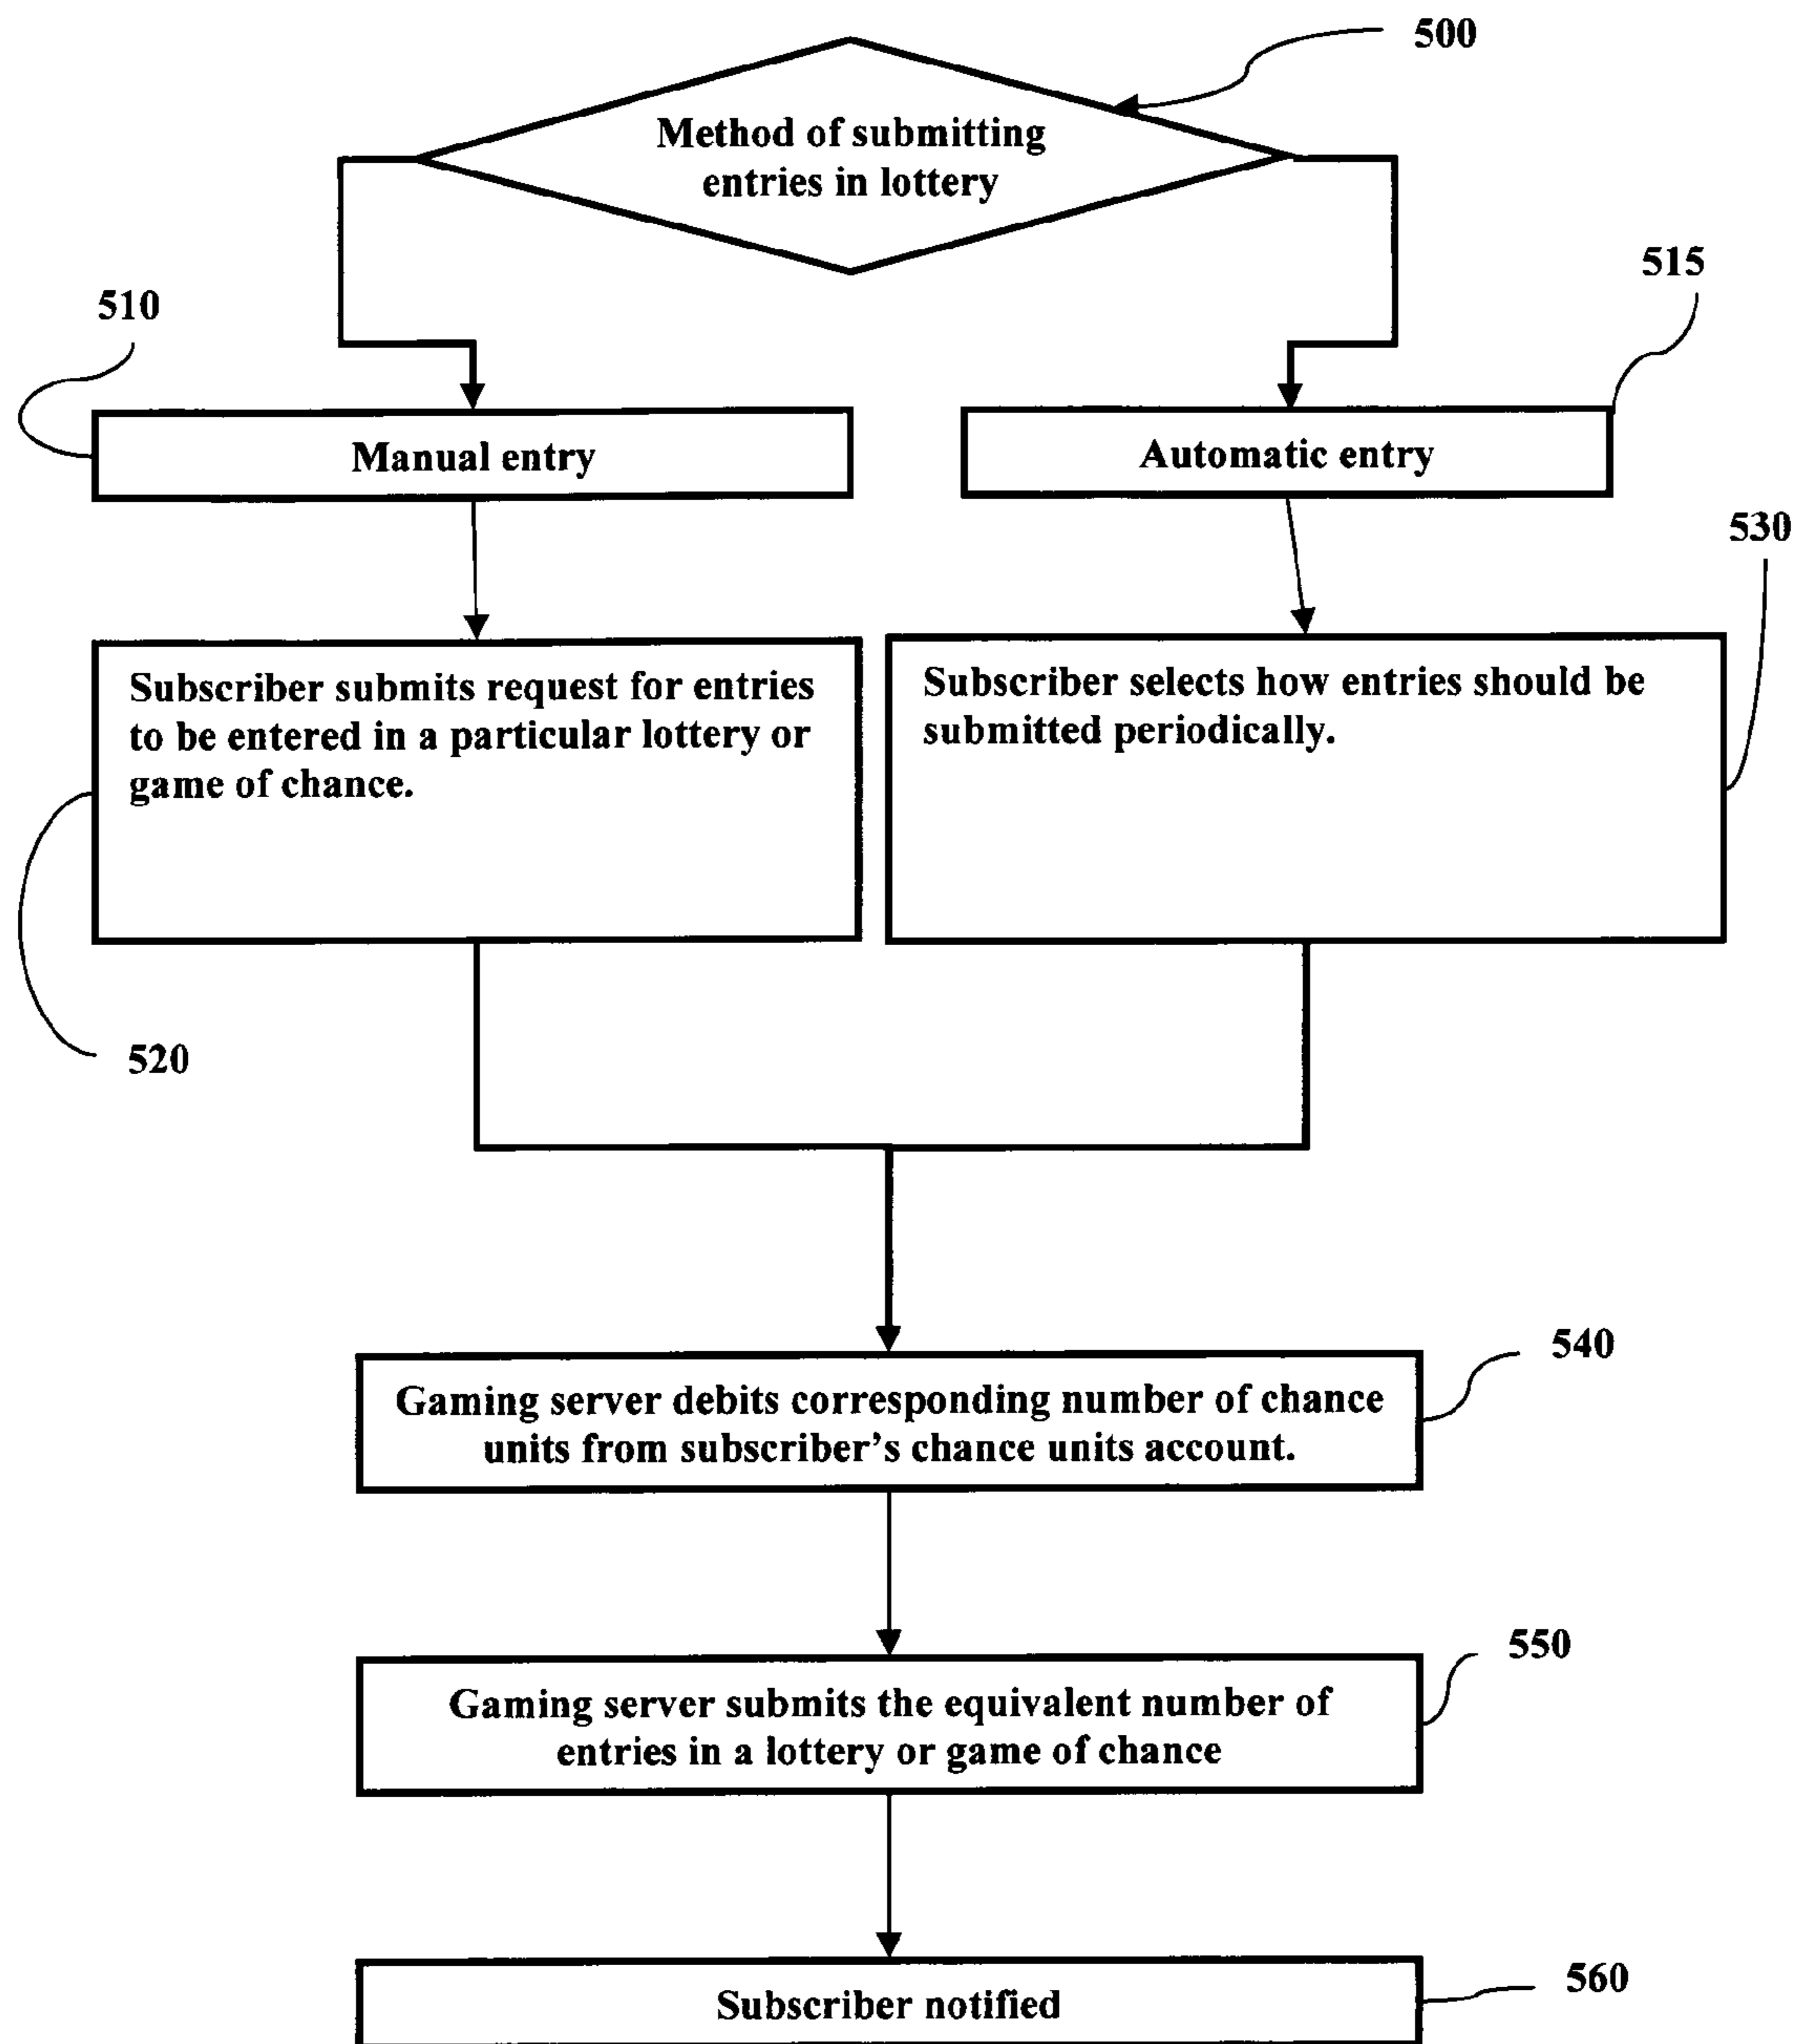 500
Method of submitting
entries in lottery
515
510
Manual entry
Automatic entry
530
Subscriber submits request for entries
to be entered in a particular lottery or
game of chance.
Subscriber selects how entries should be
submitted periodically.
520
540
Gaming server debits corresponding number of chance
units from subscriber's chance units account.
550
Gaming server submits the equivalent number of
entries in a lottery or game of chance
560
Subscriber notified